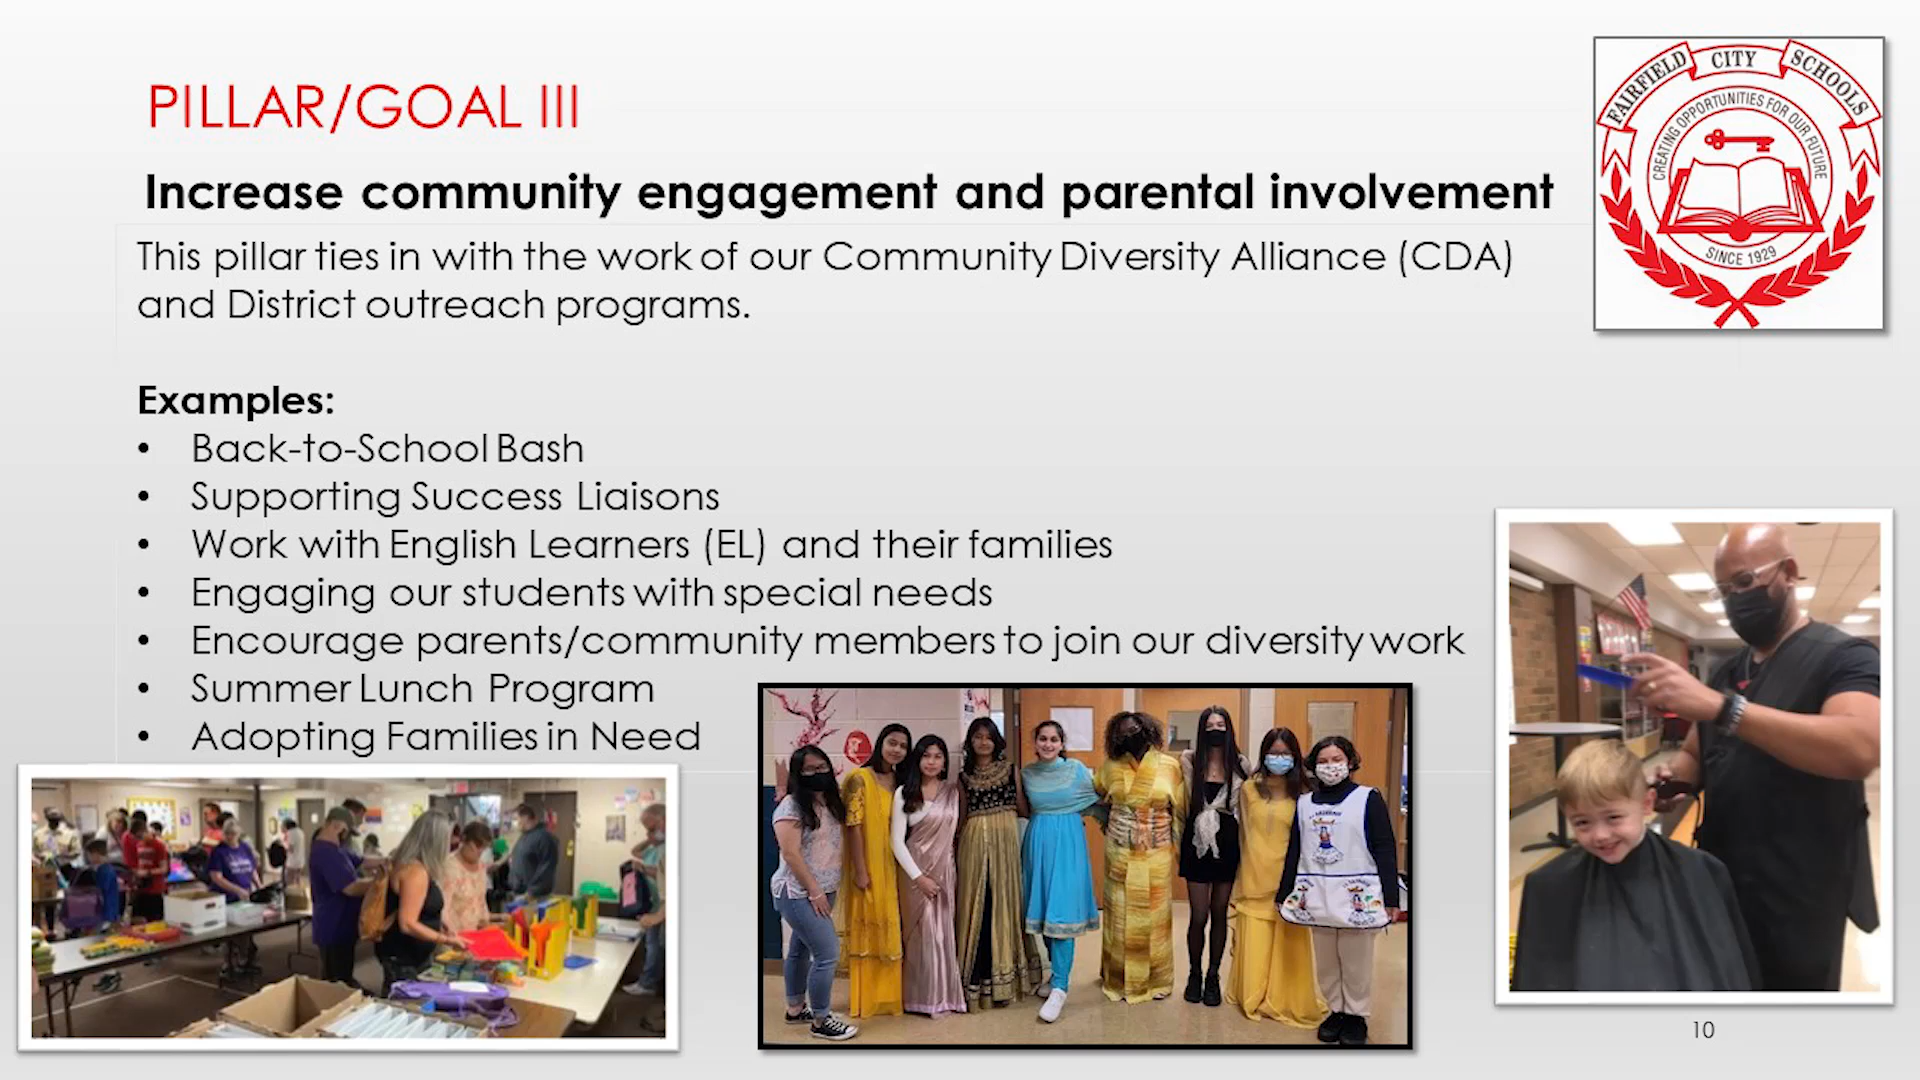 PILLAR/GOAL III
FAIRFIELD CITY SCHOOLS
CREATING OPPORTUNITIES FOR OUR FUTURE
SINCE 1929
Increase community engagement and parental involvement
This pillar ties in with the work of our Community Diversity Alliance (CDA)
and District outreach programs.
Examples:
• Back-to-School Bash
• Supporting Success Liaisons
• Work with English Learners (EL) and their families
• Engaging our students with special needs
• Encourage parents/community members to join our diversity work
• Summer Lunch Program
• Adopting Families in Need
10